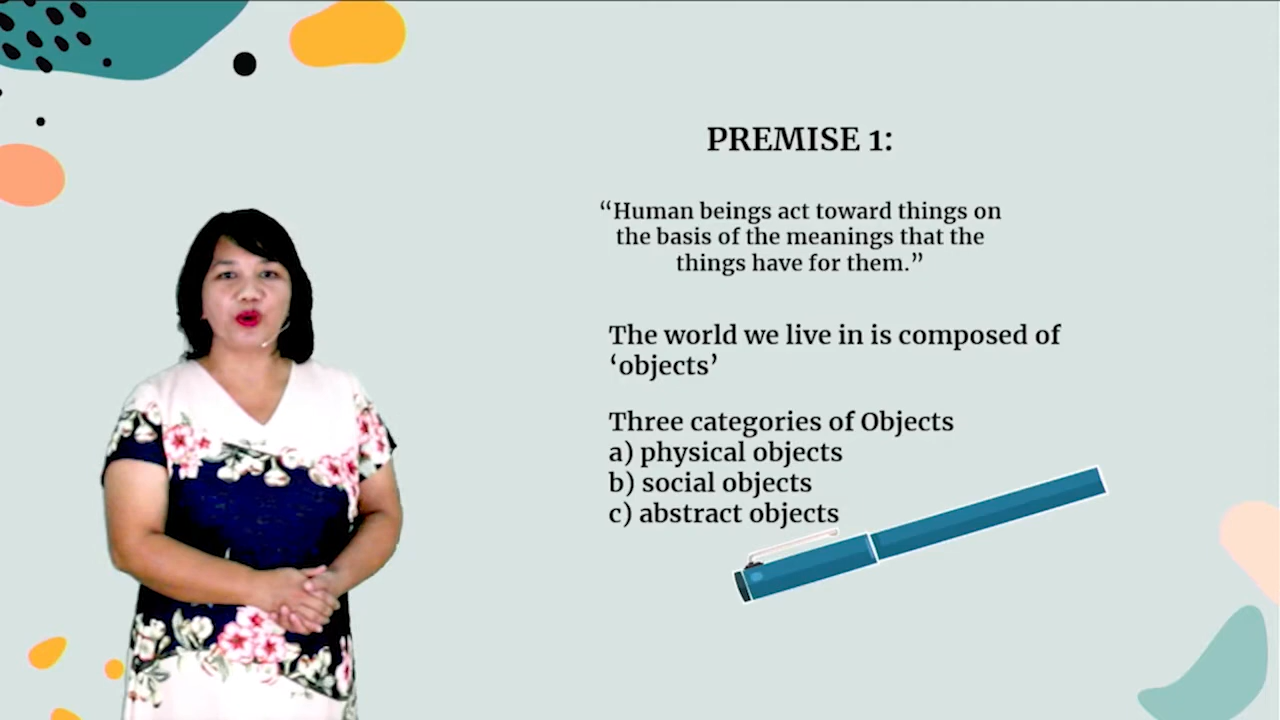 PREMISE 1:
“Human beings act toward things on
the basis of the meanings that the
things have for them.”
The world we live in is composed of
‘objects’
Three categories of Objects
a) physical objects
b) social objects
c) abstract objects